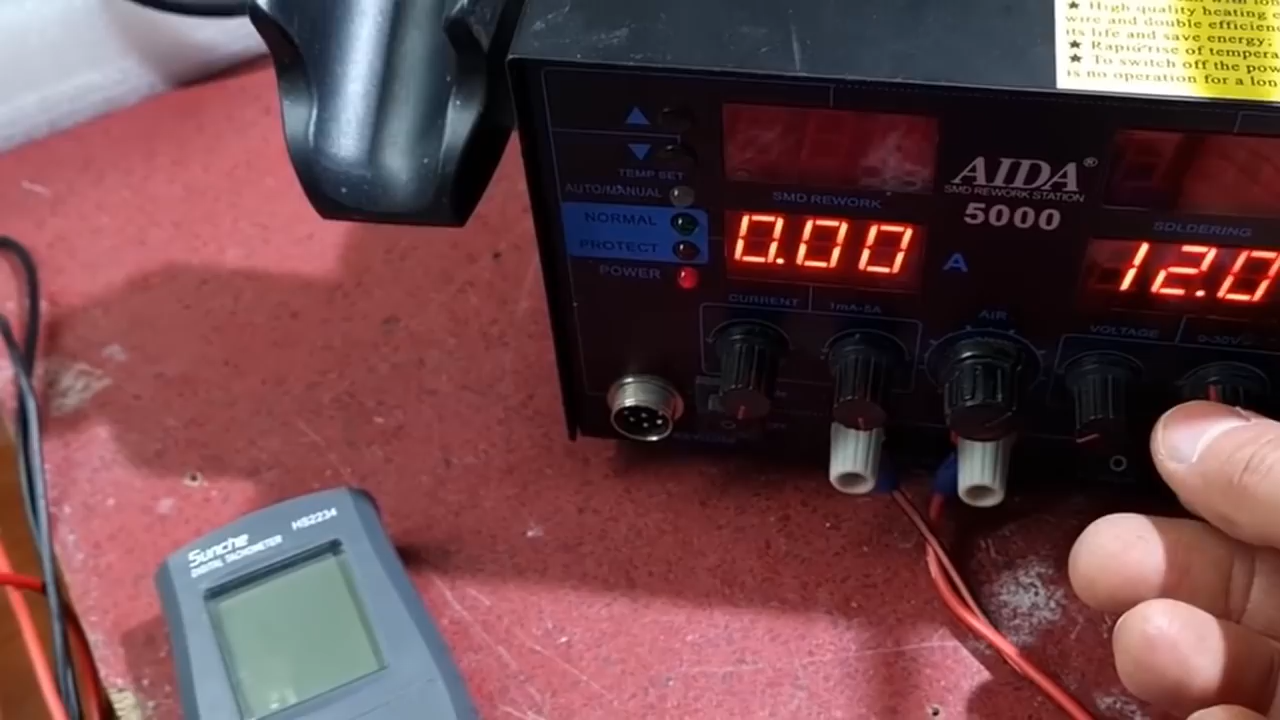 ★ High quality heating
wire and double efficien
its life and save energy;
★ Rapid rise of tempera
★ To switch off the pow
is no operation for a lon
TEMP SET
AUTO/MANUAL
NORMAL
PROTECT
POWER
SMD REWORK
AIDA®
SMD REWORK STATION
5000
SOLDERING
0.00
A
12.0
CURRENT
1mA-5A
AIR
VOLTAGE
0-30V
Sunche
HS2234
DIGITAL TACHOMETER